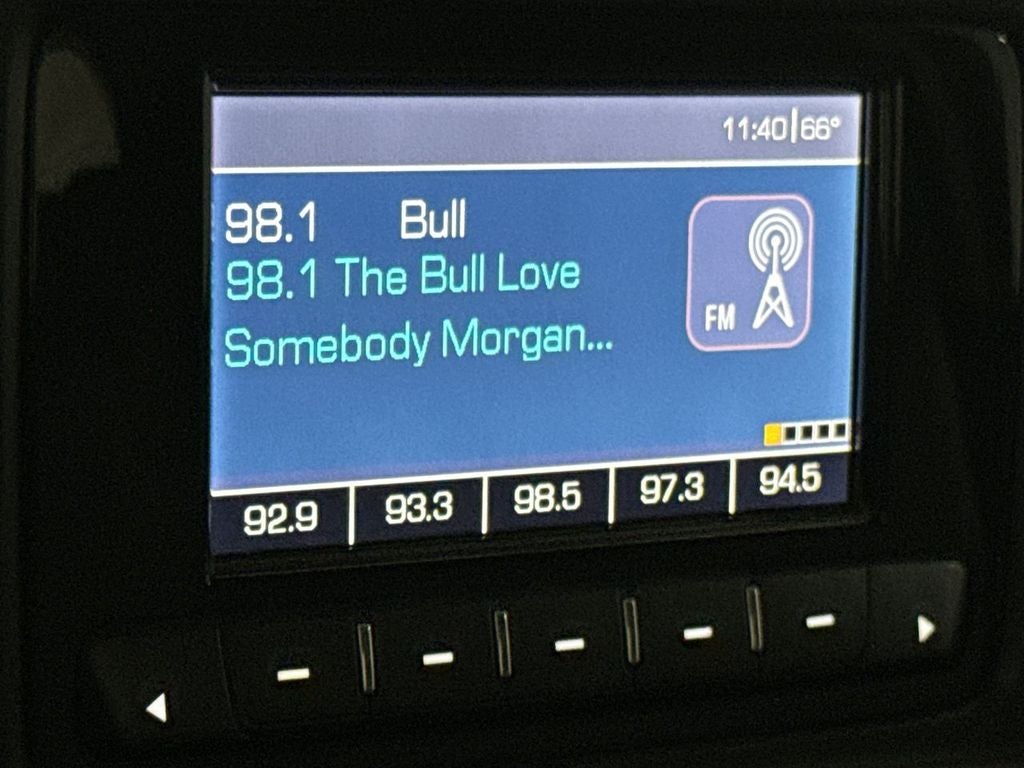 11:40|66°
98.1 Bull
98.1 The Bull Love
Somebody Morgan...
FM
92.9 93.3 98.5 97.3 94.5